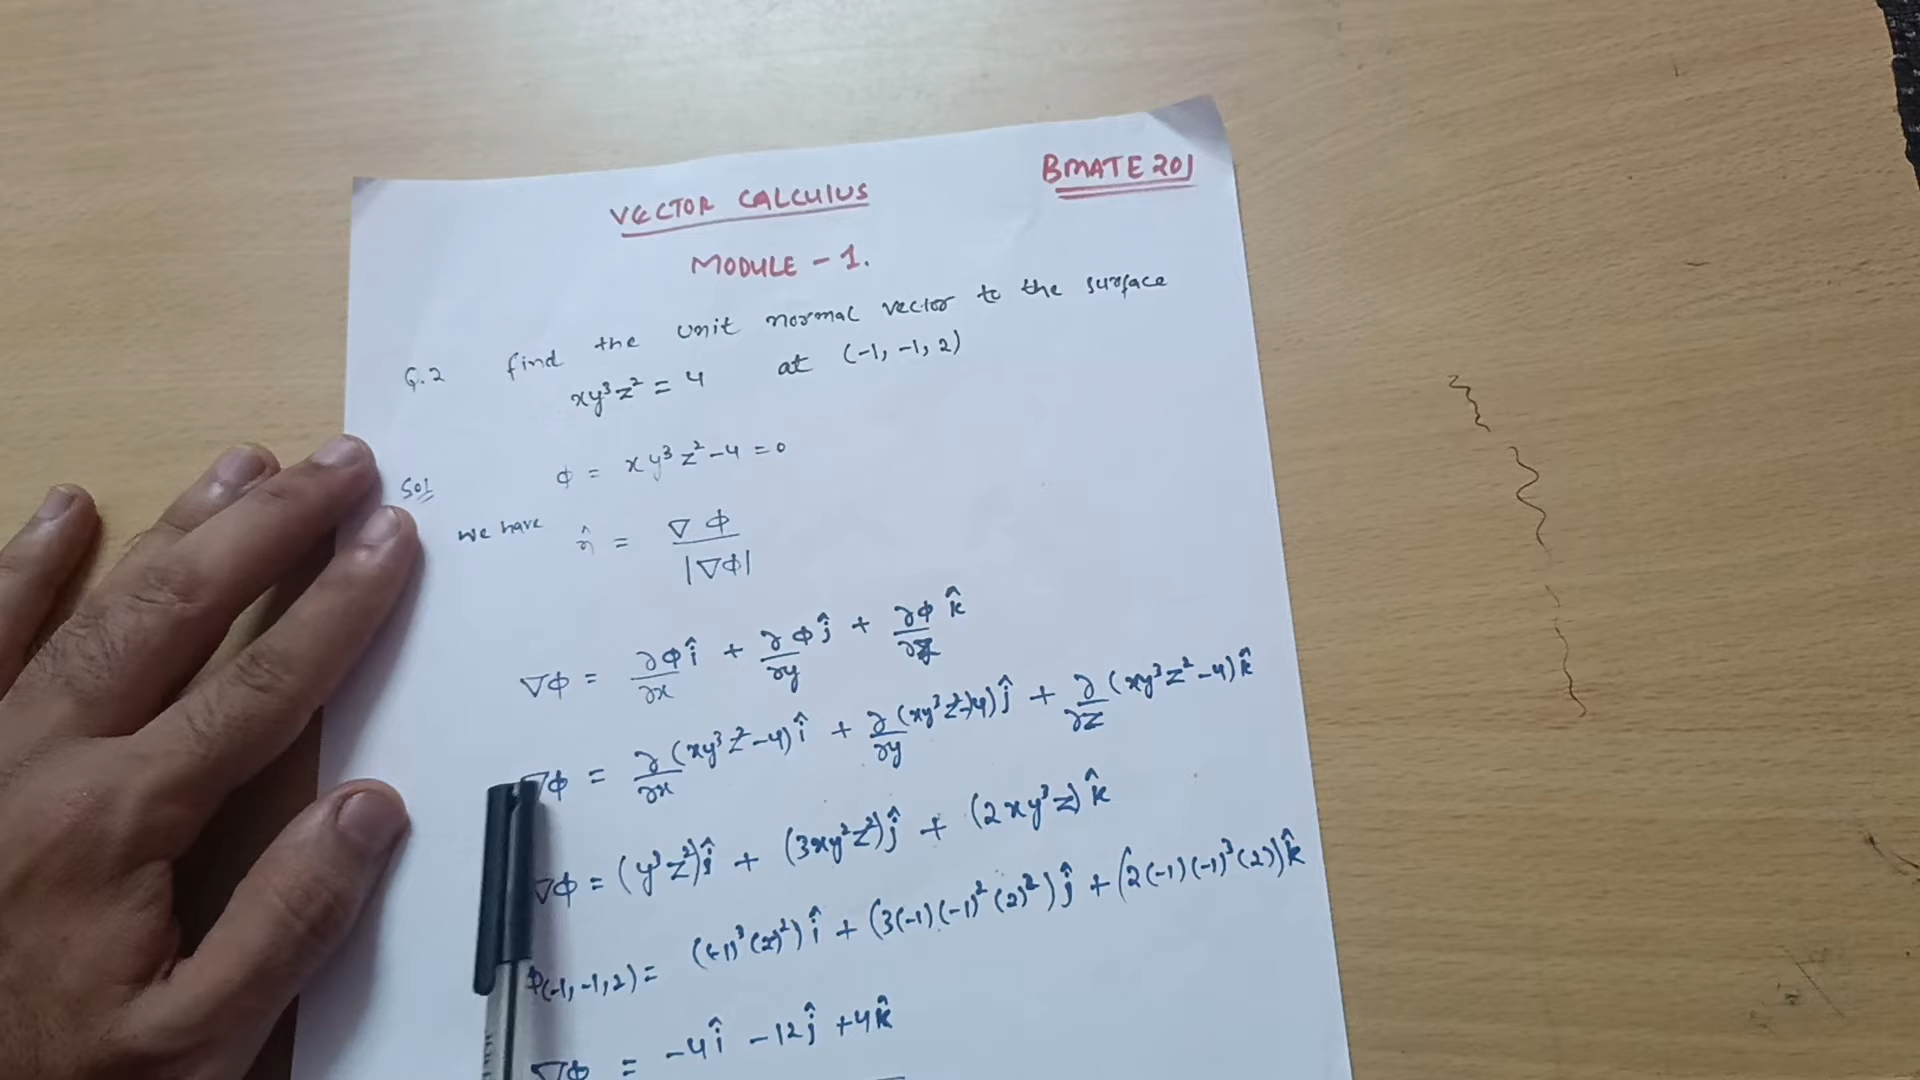 VECTOR CALCULUS
BMATE201
MODULE - 1.
Q.2 find the unit normal vector to the surface
xy³z² = 4 at (-1, -1, 2)
Sol
ϕ = xy³z² - 4 = 0
we have n̂ = ∇ϕ / |∇ϕ|
∇ϕ = ∂ϕ/∂x î + ∂ϕ/∂y ĵ + ∂ϕ/∂z k̂
∇ϕ = ∂/∂x (xy³z² - 4) î + ∂/∂y (xy³z² - 4) ĵ + ∂/∂z (xy³z² - 4) k̂
∇ϕ = (y³z²) î + (3xy²z²) ĵ + (2xy³z) k̂
ϕ(-1, -1, 2) = ((-1)³(2)²) î + (3(-1)(-1)²(2)²) ĵ + (2(-1)(-1)³(2)) k̂
∇ϕ = -4î - 12ĵ + 4k̂